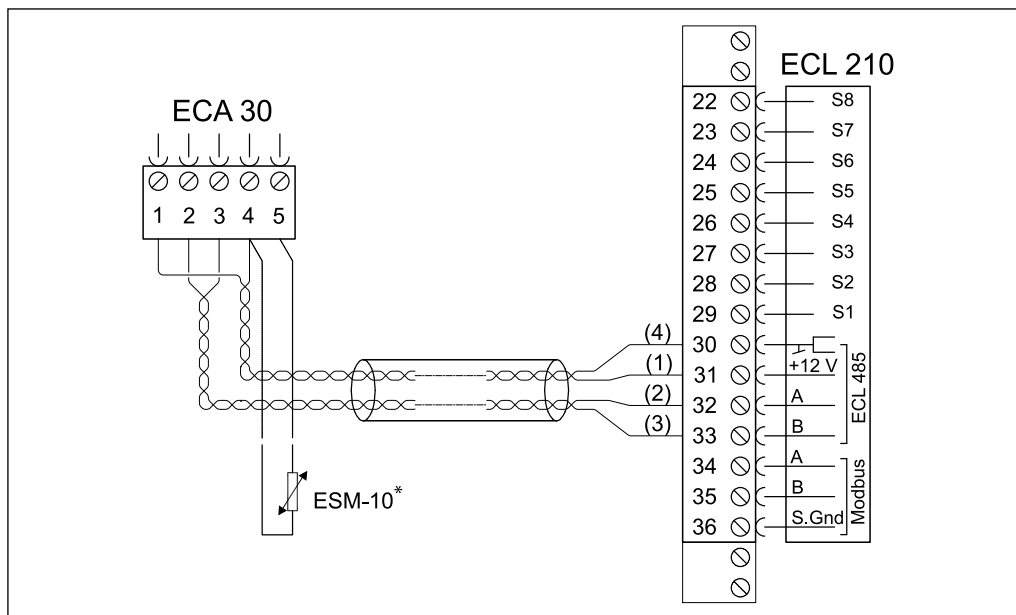 ECL 210
ECA 30
1 2 3 4 5
22 S8
23 S7
24 S6
25 S5
26 S4
27 S3
28 S2
29 S1
(4) 30
(1) 31 +12 V
(2) 32 A
(3) 33 B
ECL 485
34 A
35 B
36 S.Gnd
Modbus
ESM-10*